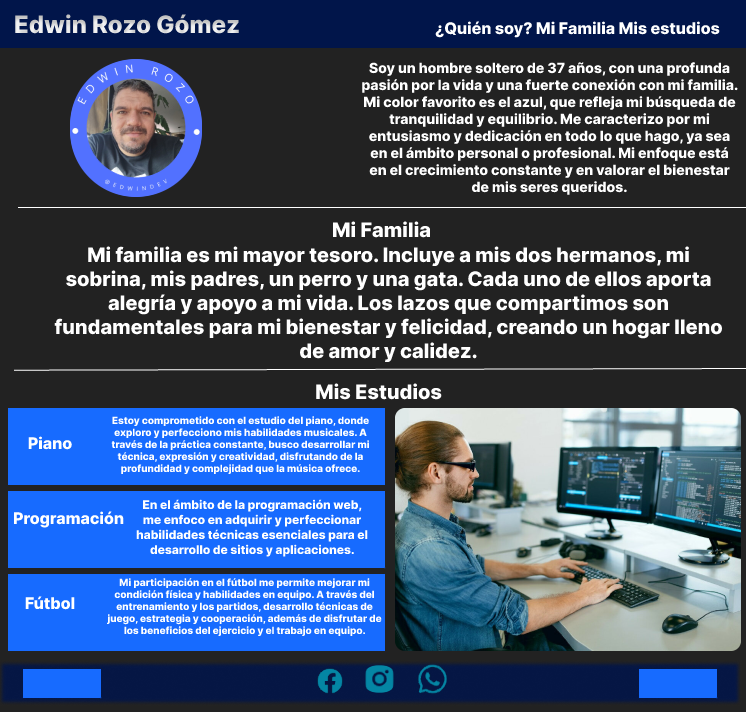 Edwin Rozo Gómez
¿Quién soy? Mi Familia Mis estudios
EDWIN ROZO
@EDWINDEV
Soy un hombre soltero de 37 años, con una profunda
pasión por la vida y una fuerte conexión con mi familia.
Mi color favorito es el azul, que refleja mi búsqueda de
tranquilidad y equilibrio. Me caracterizo por mi
entusiasmo y dedicación en todo lo que hago, ya sea
en el ámbito personal o profesional. Mi enfoque está
en el crecimiento constante y en valorar el bienestar
de mis seres queridos.
Mi Familia
Mi familia es mi mayor tesoro. Incluye a mis dos hermanos, mi
sobrina, mis padres, un perro y una gata. Cada uno de ellos aporta
alegría y apoyo a mi vida. Los lazos que compartimos son
fundamentales para mi bienestar y felicidad, creando un hogar lleno
de amor y calidez.
Mis Estudios
Piano
Estoy comprometido con el estudio del piano, donde
exploro y perfecciono mis habilidades musicales. A
través de la práctica constante, busco desarrollar mi
técnica, expresión y creatividad, disfrutando de la
profundidad y complejidad que la música ofrece.
Programación
En el ámbito de la programación web,
me enfoco en adquirir y perfeccionar
habilidades técnicas esenciales para el
desarrollo de sitios y aplicaciones.
Fútbol
Mi participación en el fútbol me permite mejorar mi
condición física y habilidades en equipo. A través del
entrenamiento y los partidos, desarrollo técnicas de
juego, estrategia y cooperación, además de disfrutar de
los beneficios del ejercicio y el trabajo en equipo.